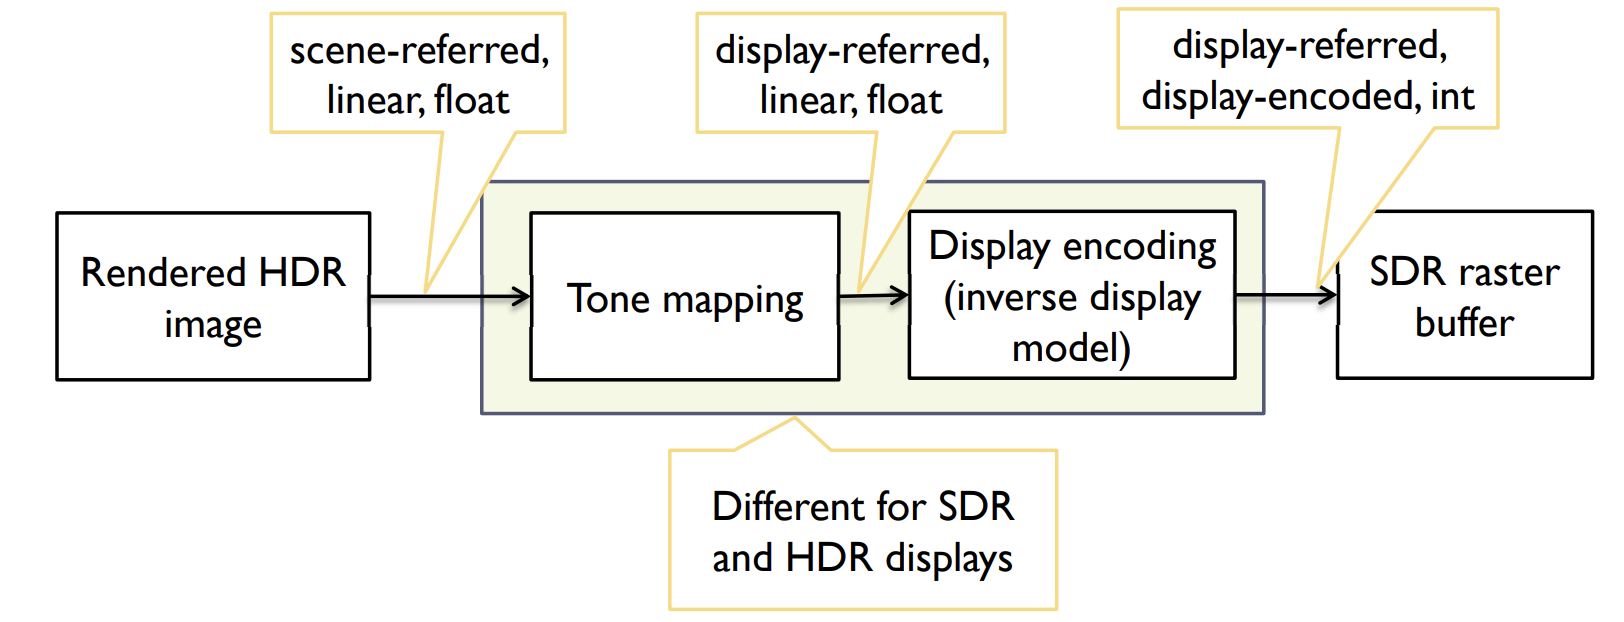 scene-referred,
linear, float
display-referred,
linear, float
display-referred,
display-encoded, int
Rendered HDR
image
Tone mapping
Display encoding
(inverse display
model)
SDR raster
buffer
Different for SDR
and HDR displays